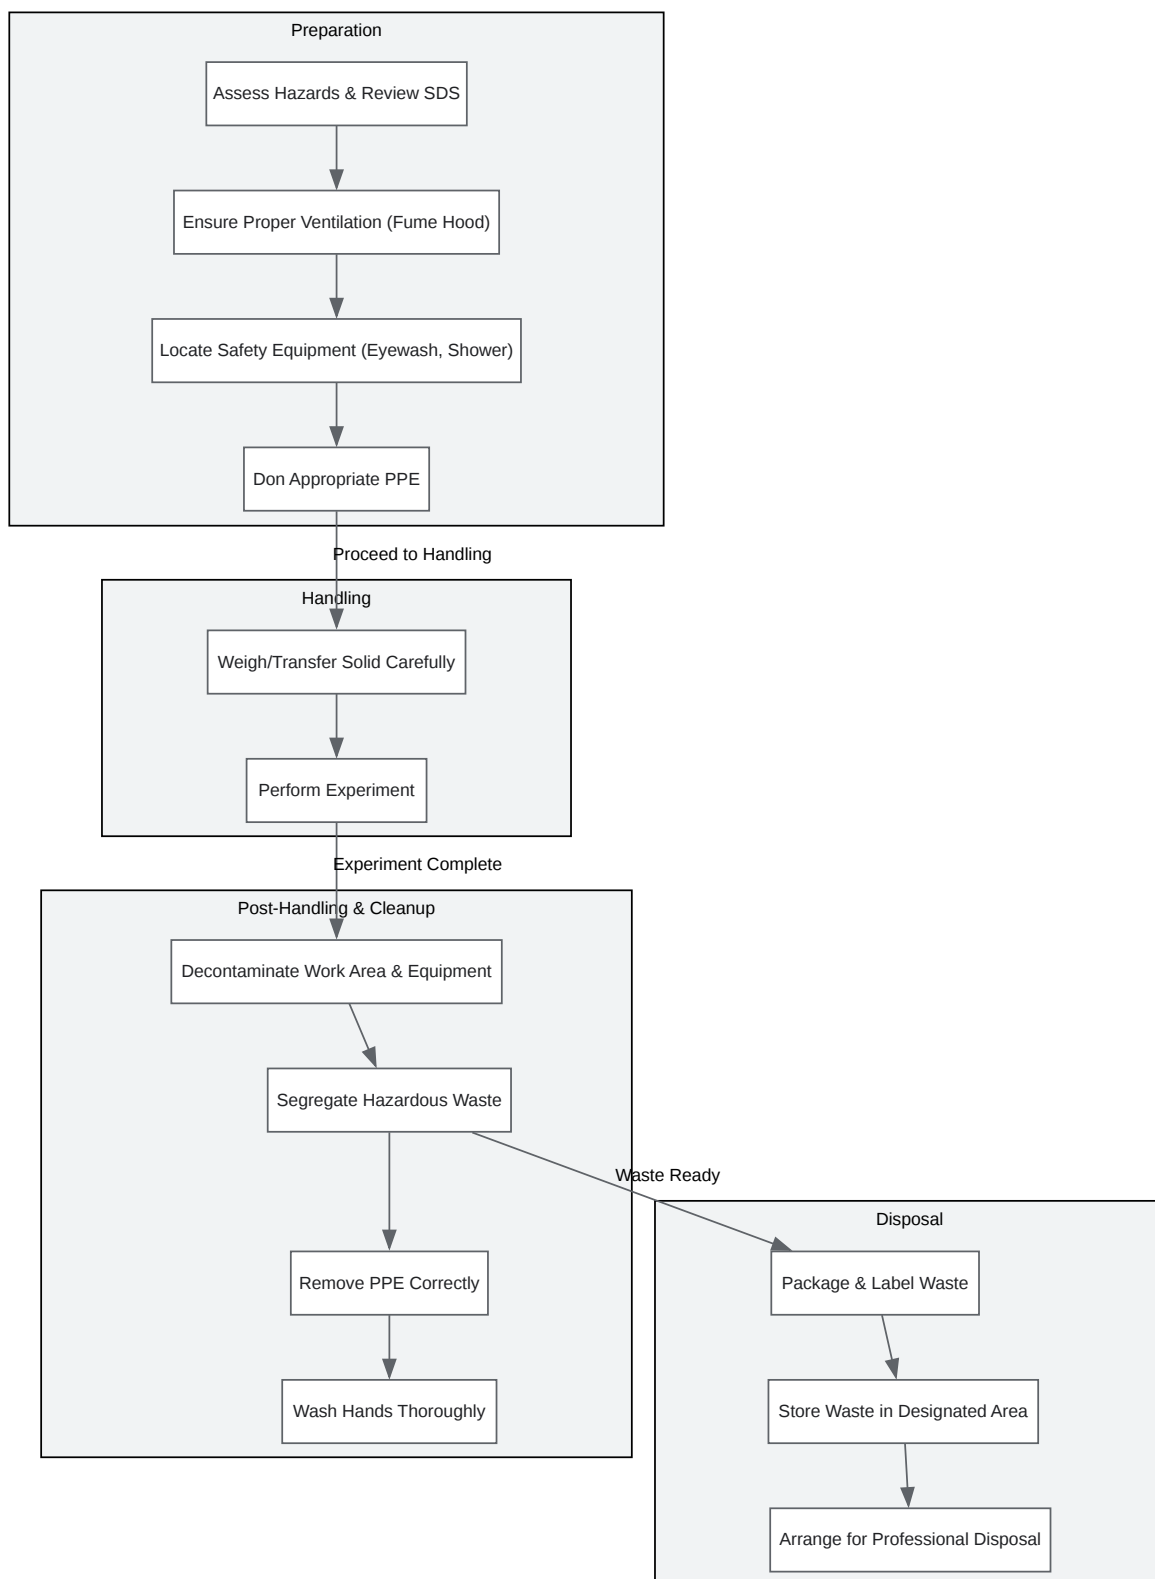 Preparation
Assess Hazards & Review SDS
Ensure Proper Ventilation (Fume Hood)
Locate Safety Equipment (Eyewash, Shower)
Don Appropriate PPE
Proceed to Handling
Handling
Weigh/Transfer Solid Carefully
Perform Experiment
Experiment Complete
Post-Handling & Cleanup
Decontaminate Work Area & Equipment
Segregate Hazardous Waste
Waste Ready
Disposal
Remove PPE Correctly
Package & Label Waste
Wash Hands Thoroughly
Store Waste in Designated Area
Arrange for Professional Disposal